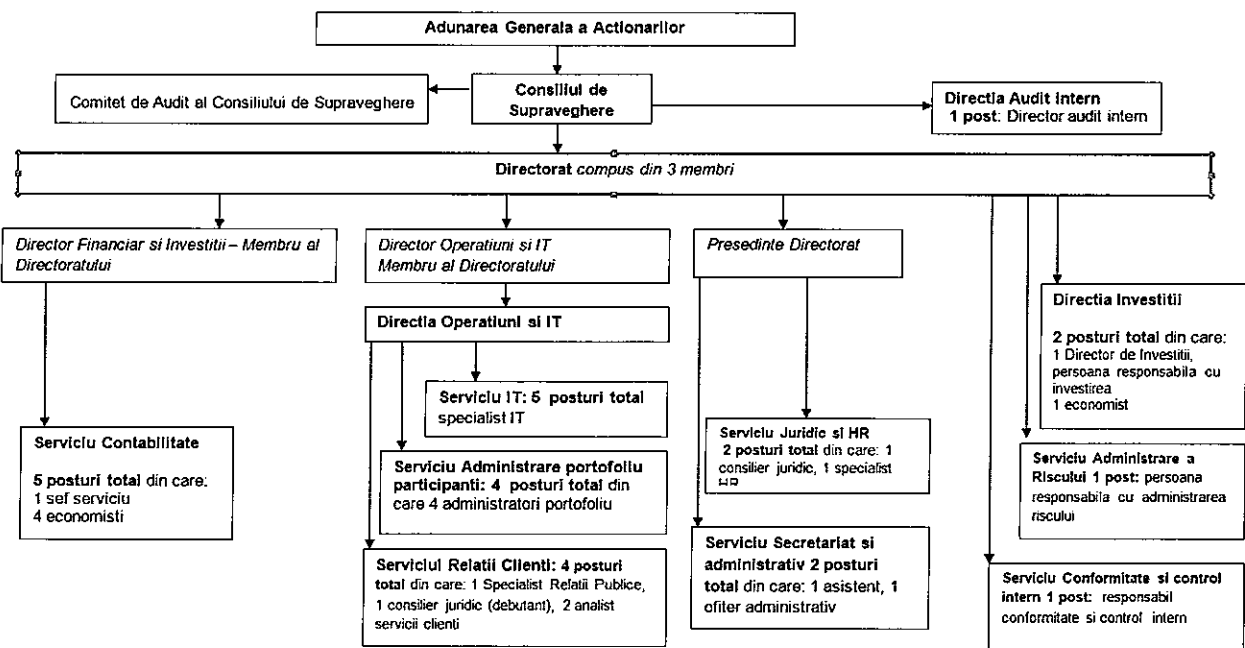 Adunarea Generala a Actionarilor
Comitet de Audit al Consiliului de Supraveghere
Consiliul de
Supraveghere
Directia Audit intern
1 post: Director audit intern
Directorat compus din 3 membri
Director Financiar si Investitii – Membru al
Directoratului
Director Operatiuni si IT
Membru al Directoratului
Presedinte Directorat
Directia Operatiuni si IT
Directia Investitii
2 posturi total din care:
1 Director de Investitii,
persoana responsabila cu
investirea
1 economist
Serviciu IT: 5 posturi total
specialist IT
Serviciu Contabilitate
5 posturi total din care:
1 sef serviciu
4 economisti
Serviciu Administrare portofoliu
participanti: 4 posturi total din
care 4 administratori portofoliu
Serviciu Juridic si HR
2 posturi total din care: 1
consilier juridic, 1 specialist
HR
Serviciu Administrare a
Riscului 1 post: persoana
responsabila cu administrarea
riscului
Serviciul Relatii Clienti: 4 posturi
total din care: 1 Specialist Relatii Publice,
1 consilier juridic (debutant), 2 analist
servicii clienti
Serviciu Secretariat si
administrativ 2 posturi
total din care: 1 asistent, 1
ofiter administrativ
Serviciu Conformitate si control
intern 1 post: responsabil
conformitate si control intern